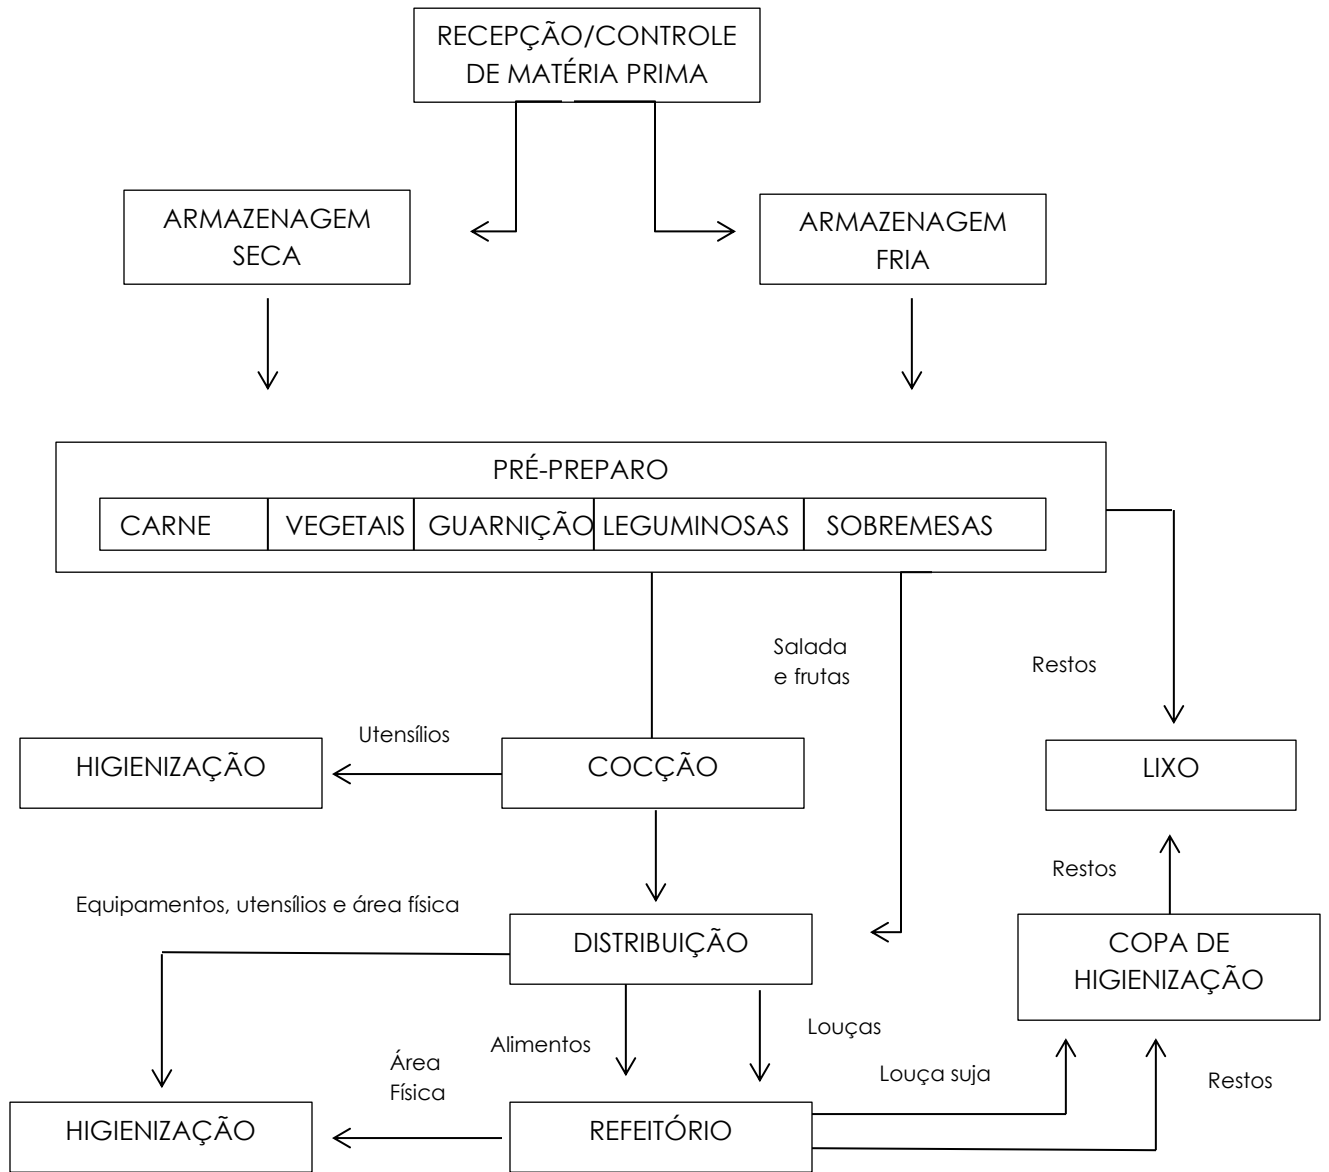 RECEPÇÃO/CONTROLE
DE MATÉRIA PRIMA
ARMAZENAGEM
SECA
ARMAZENAGEM
FRIA
PRÉ-PREPARO
CARNE
VEGETAIS
GUARNIÇÃO
LEGUMINOSAS
SOBREMESAS
Salada
e frutas
Restos
Utensílios
HIGIENIZAÇÃO
COCÇÃO
LIXO
Restos
Equipamentos, utensílios e área física
DISTRIBUIÇÃO
COPA DE
HIGIENIZAÇÃO
Louças
Alimentos
Área
Física
Louça suja
Restos
HIGIENIZAÇÃO
REFEITÓRIO